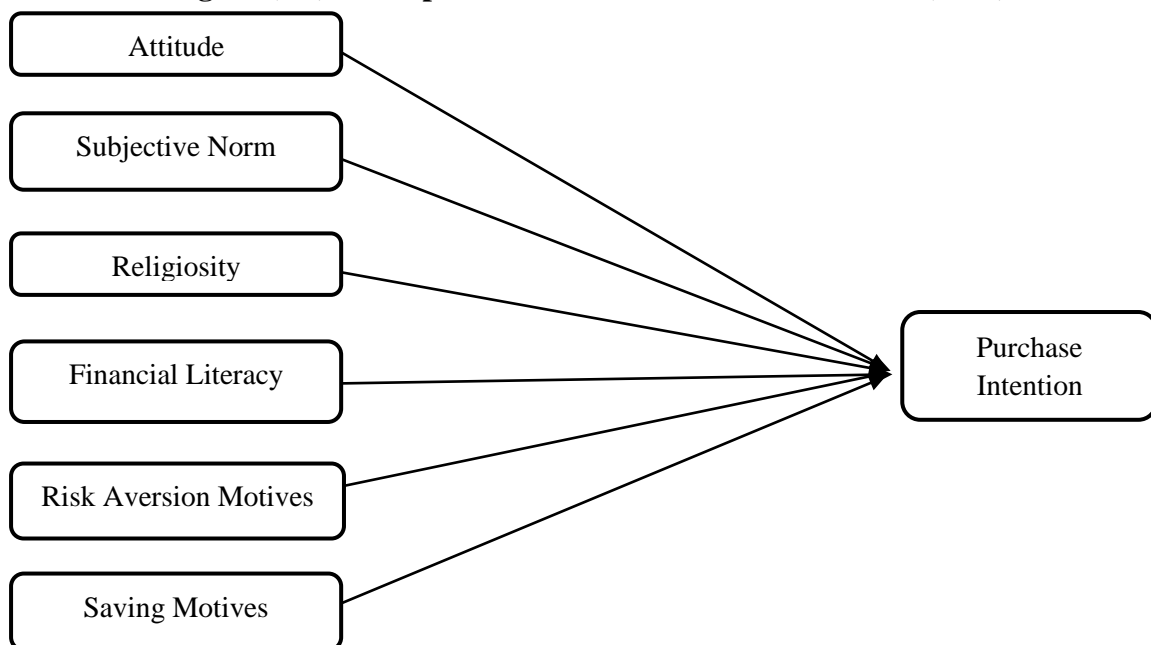 Attitude
Subjective Norm
Religiosity
Financial Literacy
Risk Aversion Motives
Saving Motives
Purchase
Intention